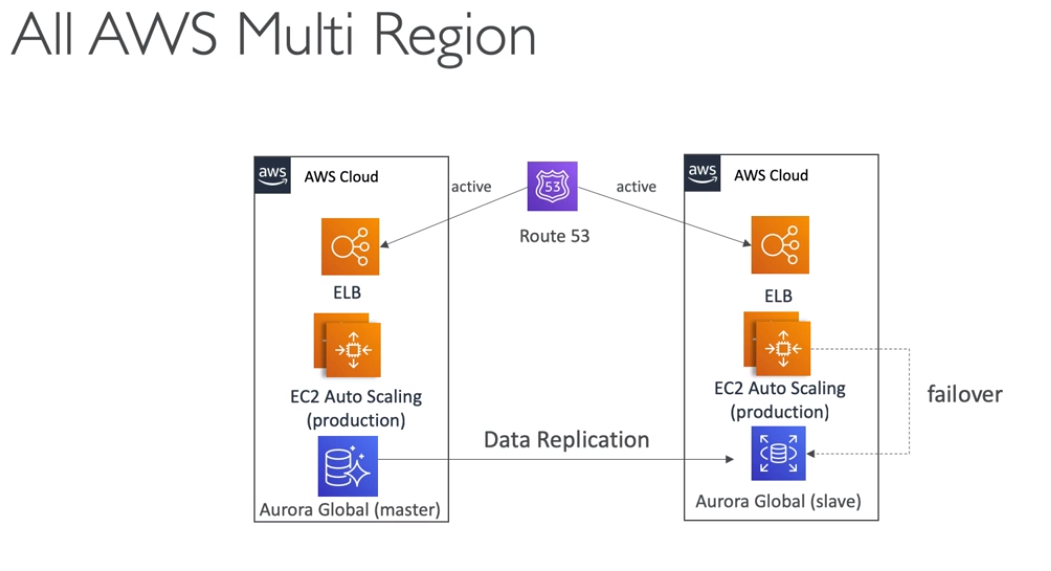 All AWS Multi Region
aws
AWS Cloud
active
53
active
Route 53
aws
AWS Cloud
ELB
ELB
EC2 Auto Scaling
(production)
EC2 Auto Scaling
(production)
failover
Data Replication
Aurora Global (master)
Aurora Global (slave)